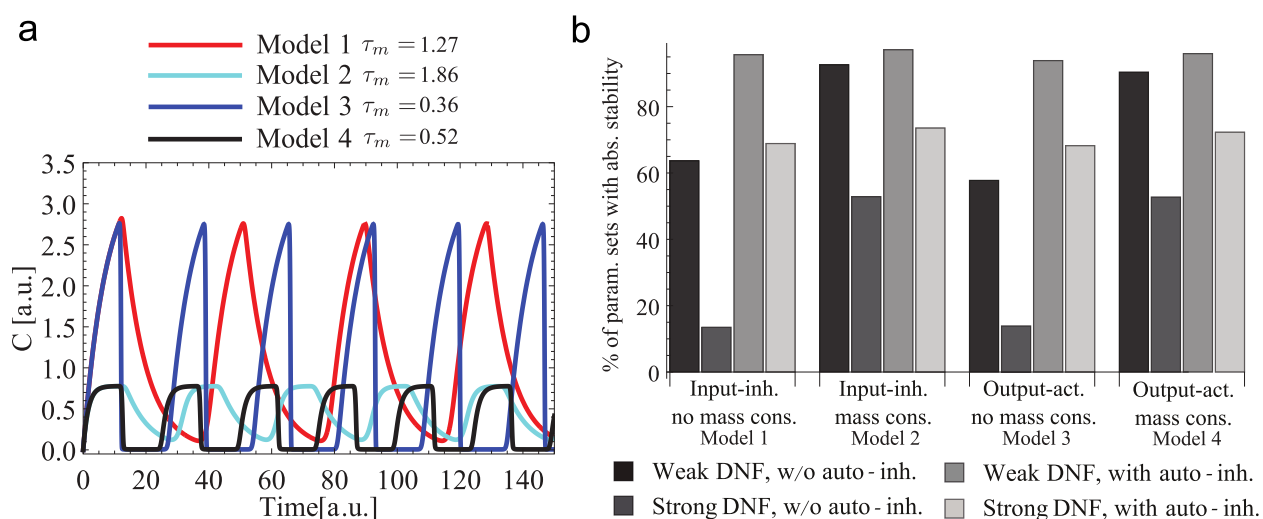 a
Model 1 τm =1.27
Model 2 τm =1.86
Model 3 τm =0.36
Model 4 τm =0.52
3.5
3.0
2.5
2.0
1.5
1.0
0.5
0.0
C [a.u.]
0 20 40 60 80 100 120 140
Time[a.u.]
b
% of param. sets with abs. stability
80
60
40
20
0
Input-inh. Input-inh. Output-act. Output-act.
no mass cons. mass cons. no mass cons. mass cons.
Model 1 Model 2 Model 3 Model 4
Weak DNF, w/o auto-inh. Weak DNF, with auto-inh.
Strong DNF, w/o auto-inh. Strong DNF, with auto-inh.